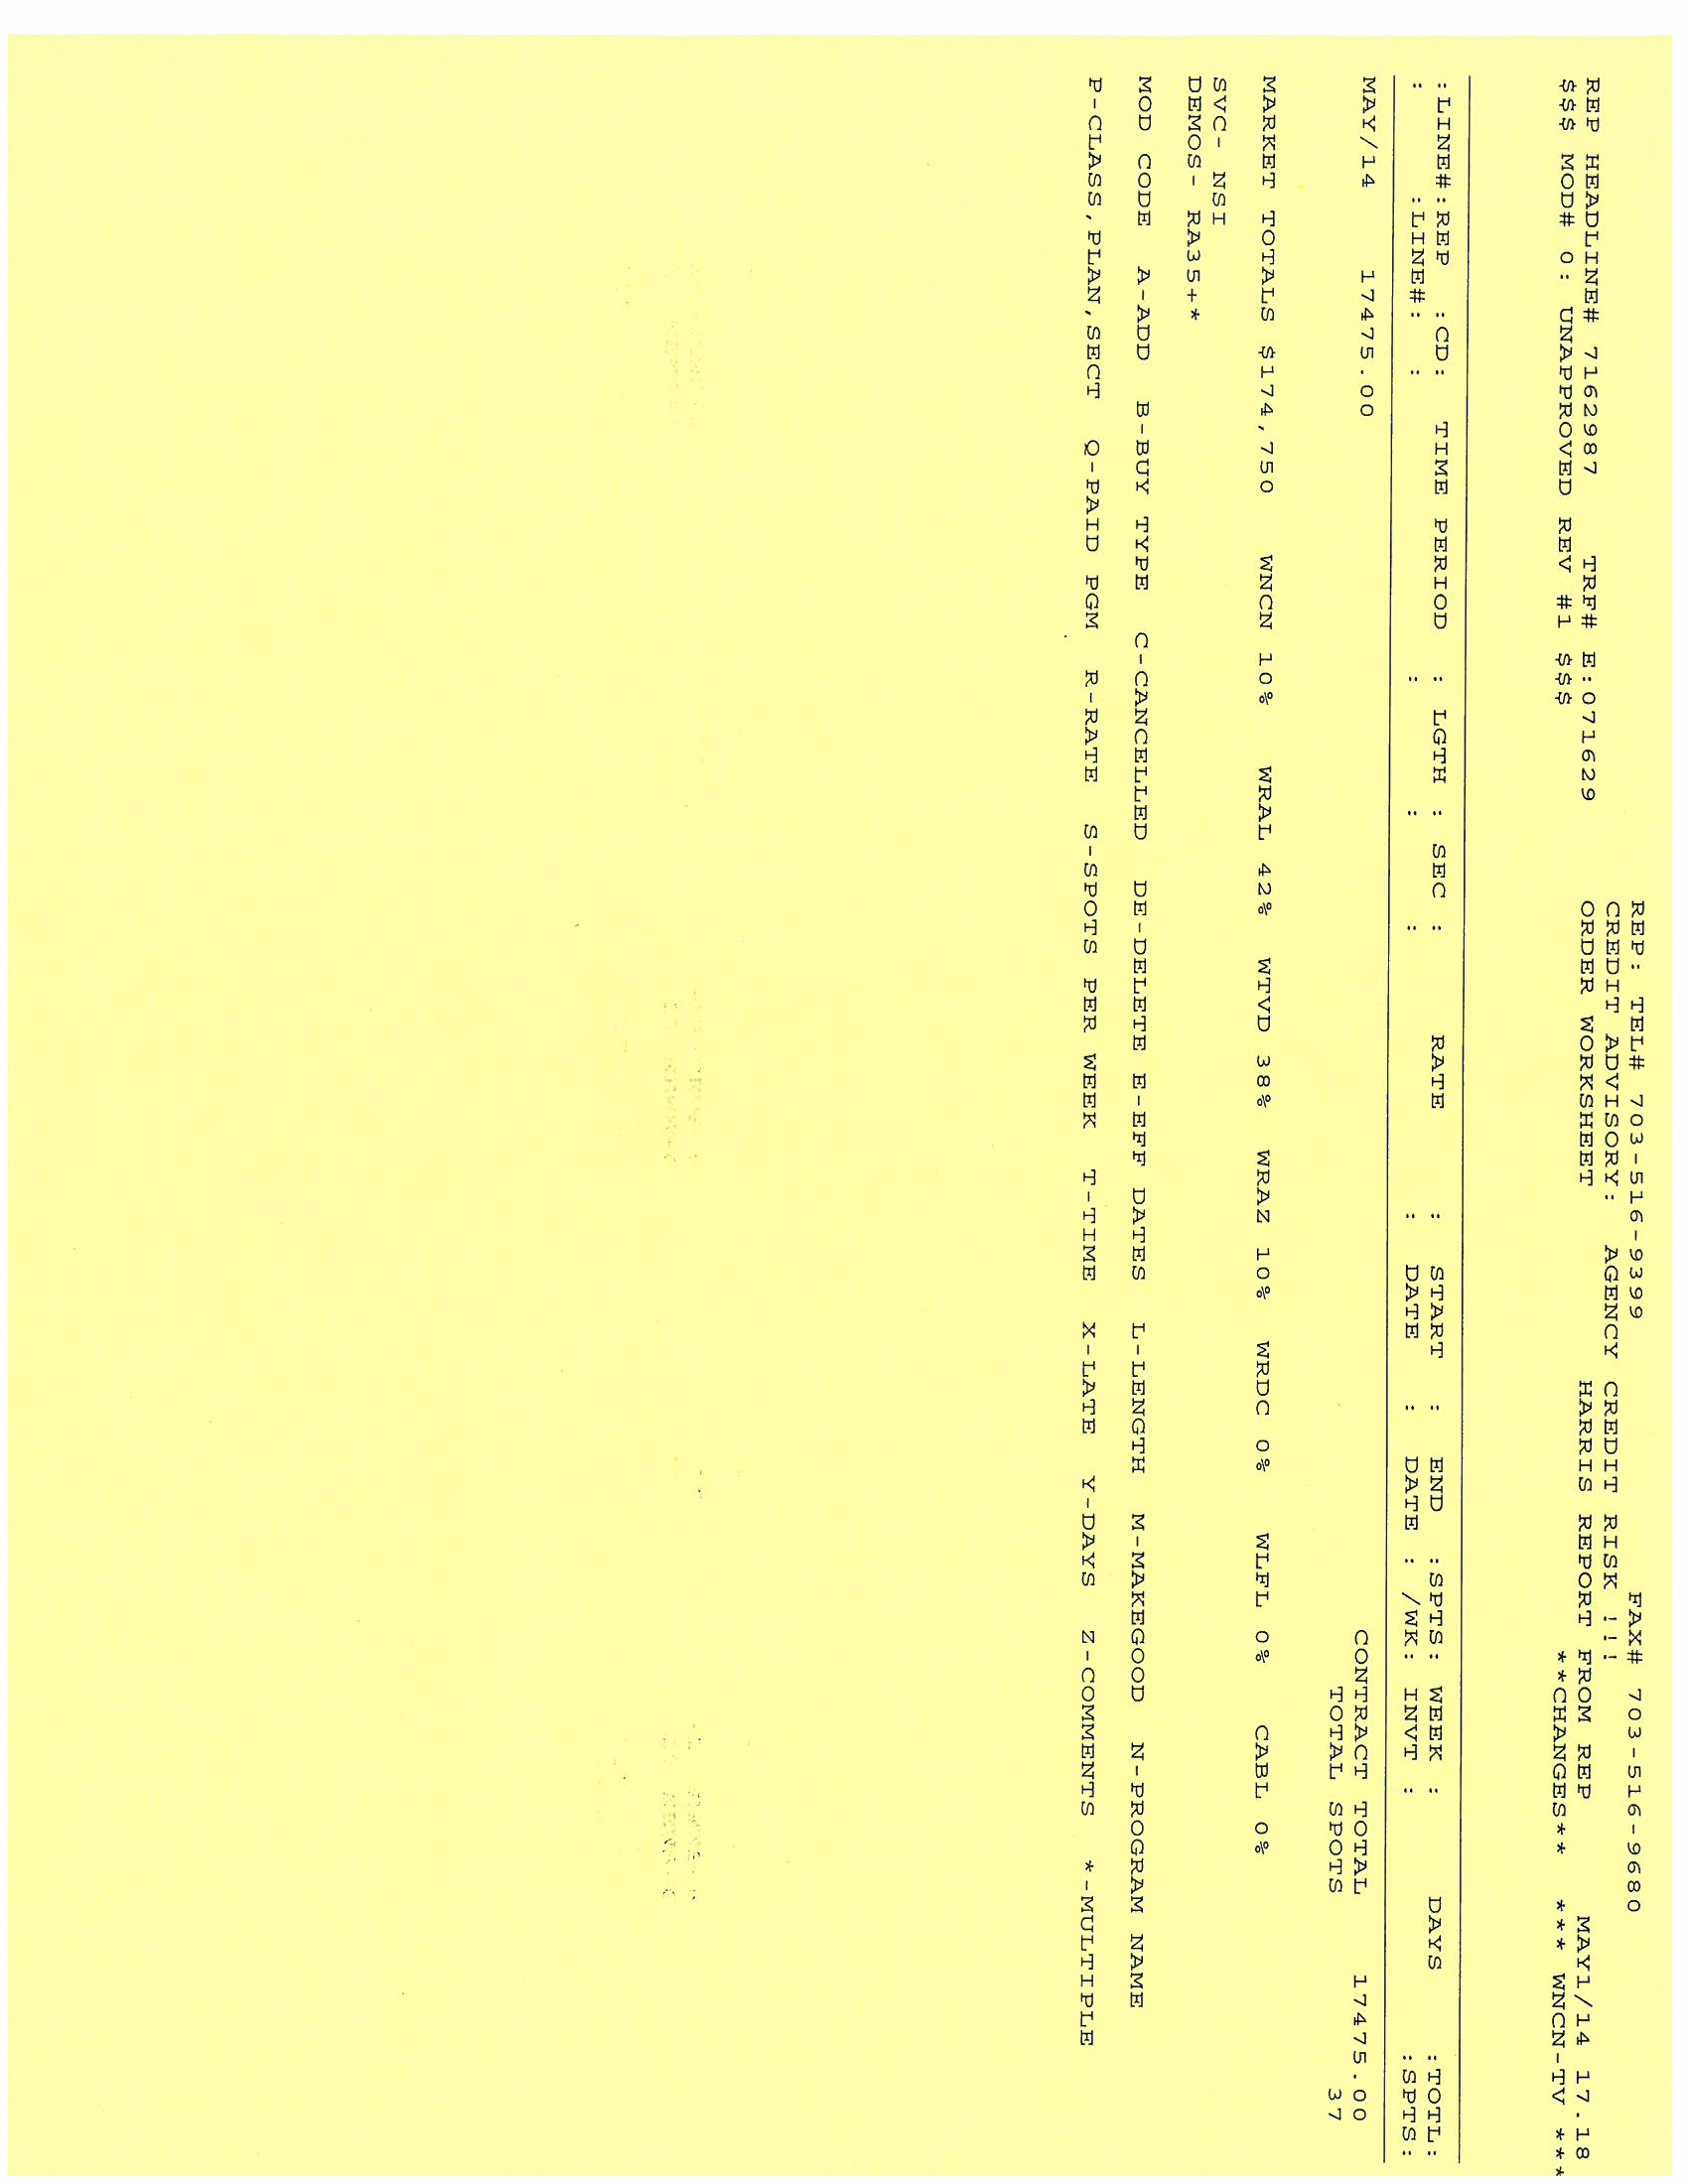 REP: TEL# 703-516-9399 FAX# 703-516-9680
CREDIT ADVISORY: AGENCY CREDIT RISK !!!
REP HEADLINE# 7162987 TRF# E:071629 ORDER WORKSHEET HARRIS REPORT FROM REP MAY1/14 17.18
$$$ MOD# 0: UNAPPROVED REV #1 $$$ **CHANGES** *** WNCN-TV ***
:LINE#:REP :CD: TIME PERIOD : LGTH : SEC : RATE : START : END :SPTS: WEEK : DAYS :TOTL:
: :LINE#: : : : : : DATE : DATE : /WK: INVT : :SPTS:
MAY/14 17475.00 CONTRACT TOTAL 17475.00
TOTAL SPOTS 37
MARKET TOTALS $174,750 WNCN 10% WRAL 42% WTVD 38% WRAZ 10% WRDC 0% WLFL 0% CABL 0%
SVC- NSI
DEMOS- RA35+*
MOD CODE A-ADD B-BUY TYPE C-CANCELLED DE-DELETE E-EFF DATES L-LENGTH M-MAKEGOOD N-PROGRAM NAME
P-CLASS,PLAN,SECT Q-PAID PGM R-RATE S-SPOTS PER WEEK T-TIME X-LATE Y-DAYS Z-COMMENTS *-MULTIPLE